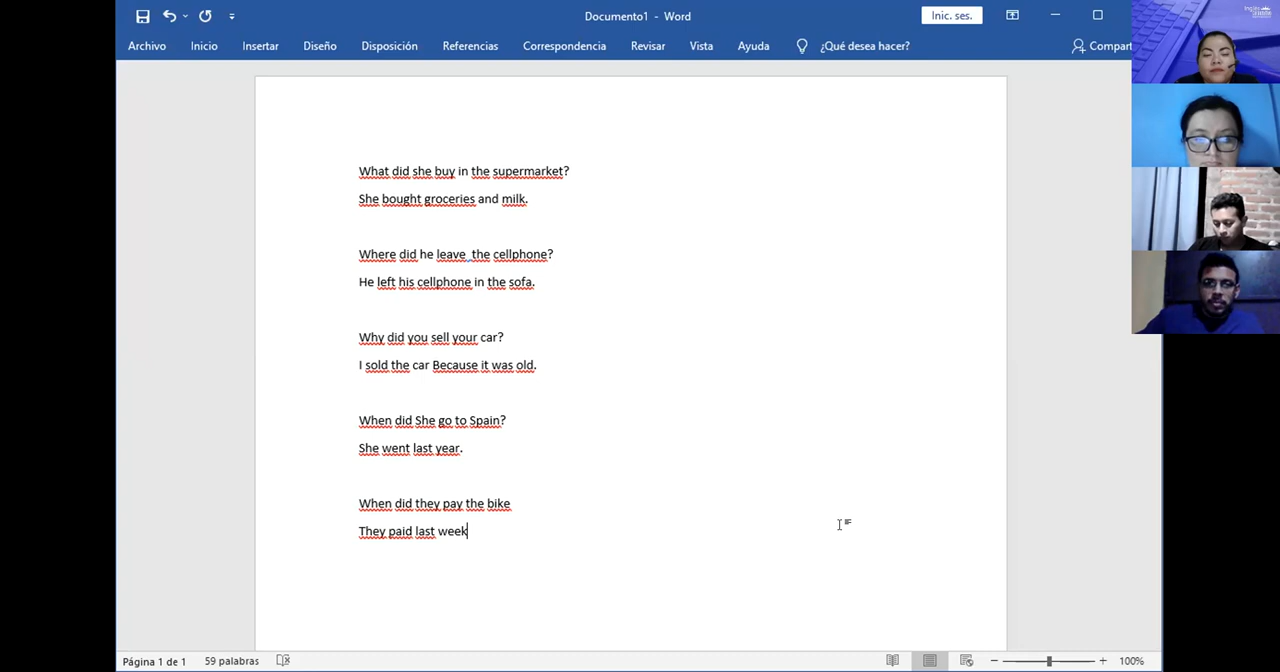 Documento1 - Word
Inic. ses.
Archivo
Inicio
Insertar
Diseño
Disposición
Referencias
Correspondencia
Revisar
Vista
Ayuda
¿Qué desea hacer?
Compart
What did she buy in the supermarket?
She bought groceries and milk.
Where did he leave  the cellphone?
He left his cellphone in the sofa.
Why did you sell your car?
I sold the car Because it was old.
When did She go to Spain?
She went last year.
When did they pay the bike
They paid last week
Página 1 de 1
59 palabras
100%